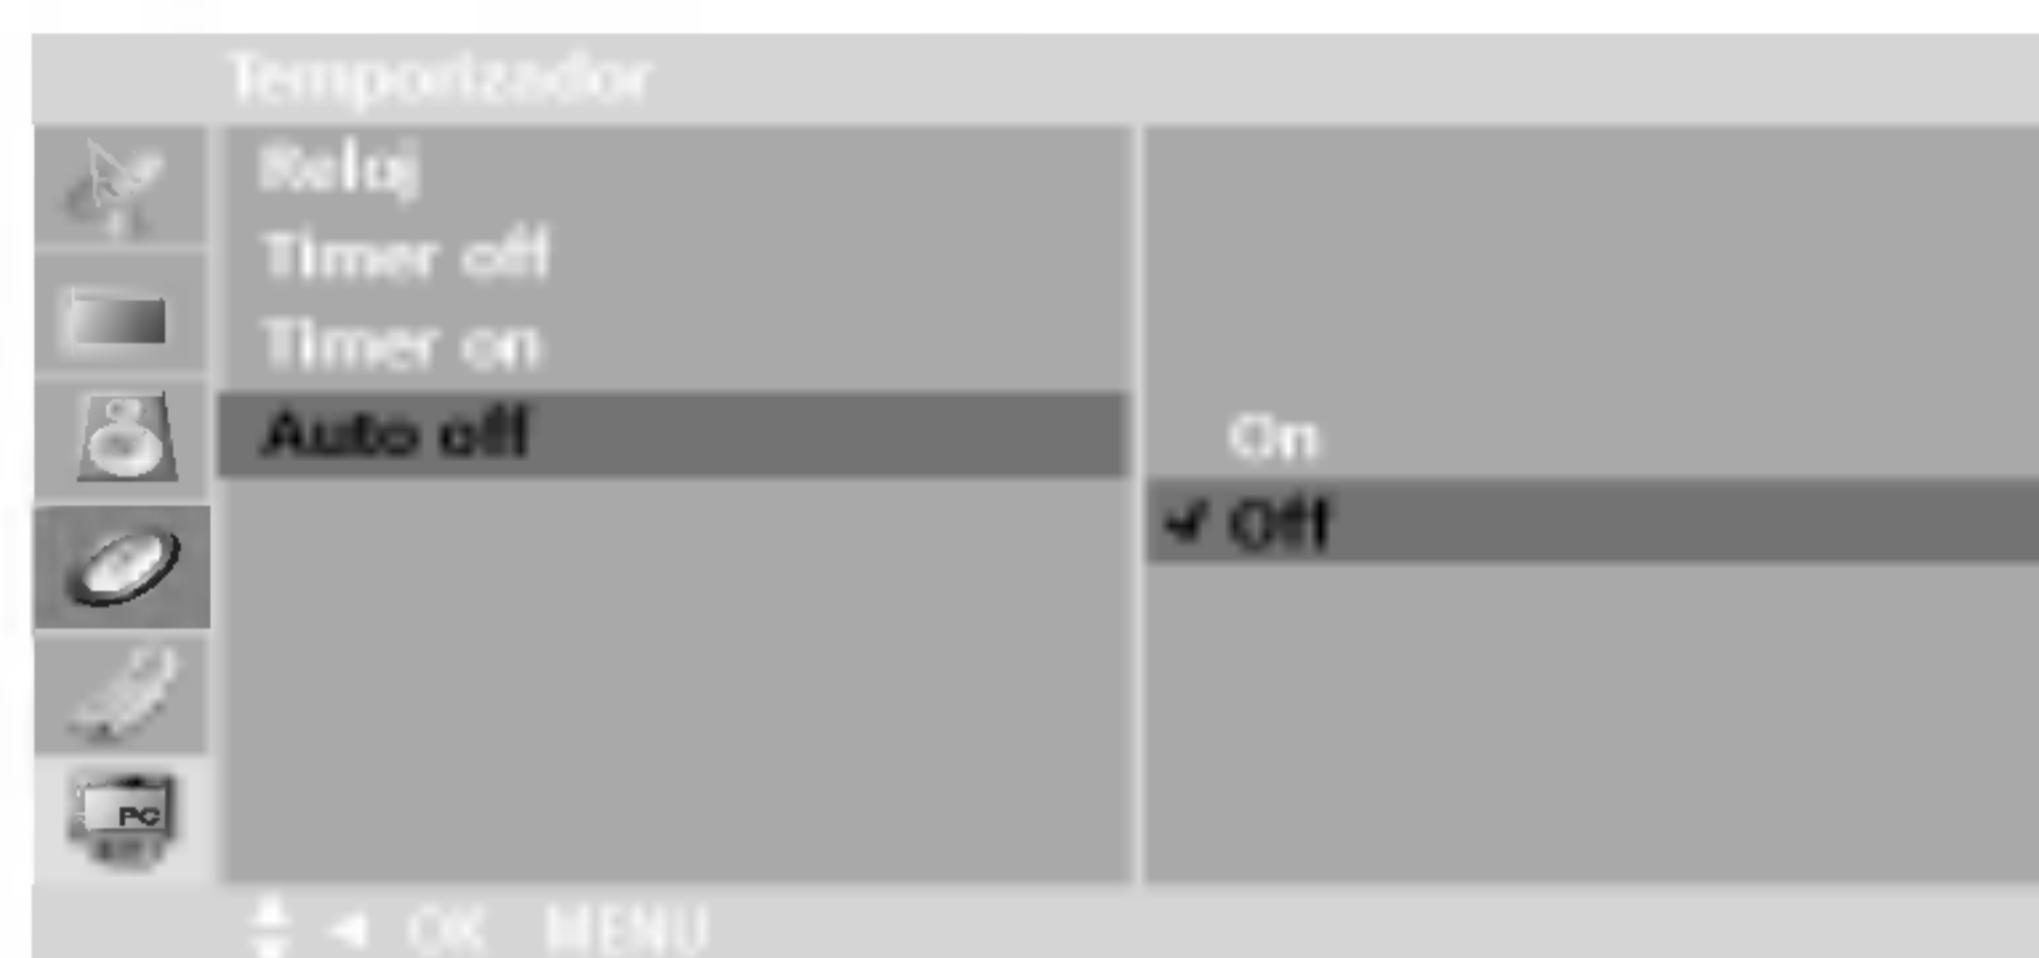 Temporizador
Reloj
Timer off
Timer on
Auto off
On
✔ Off
PC
▲▼ ◄ OK MENU